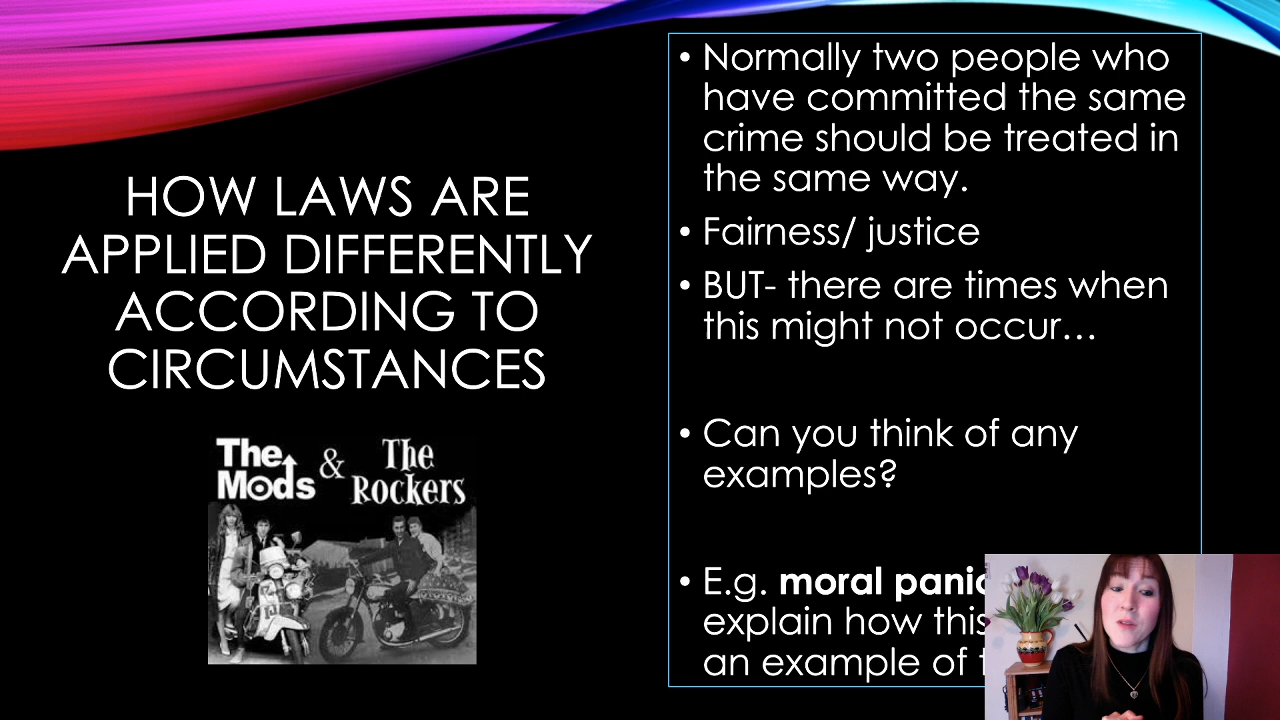 HOW LAWS ARE
APPLIED DIFFERENTLY
ACCORDING TO
CIRCUMSTANCES
The Mods & The Rockers
• Normally two people who
have committed the same
crime should be treated in
the same way.
• Fairness/ justice
• BUT- there are times when
this might not occur…
• Can you think of any
examples?
• E.g. moral
explain how this
an example of